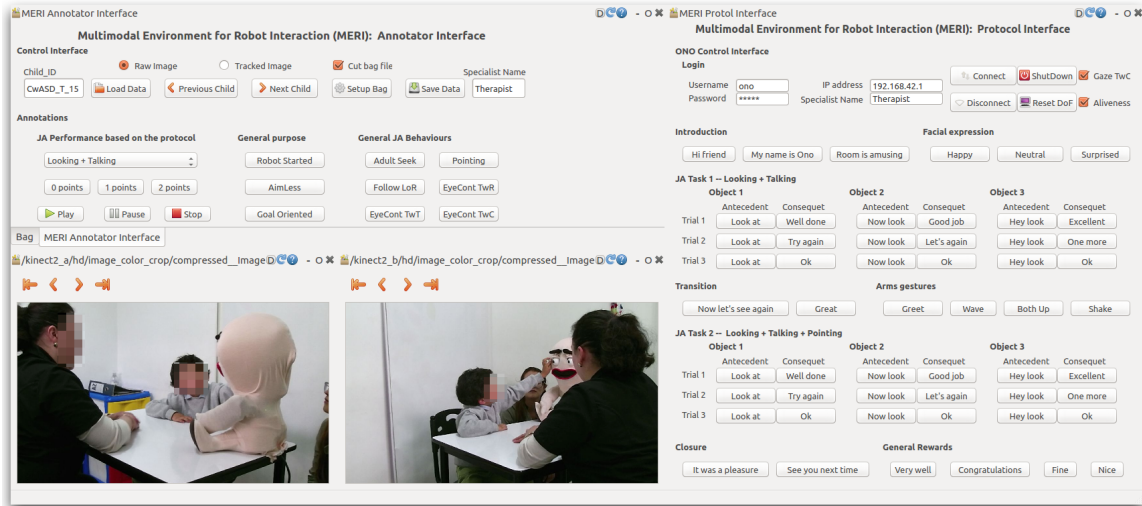 MERI Annotator Interface
D ? - O ✖
Multimodal Environment for Robot Interaction (MERI): Annotator Interface
Control Interface
Raw Image Tracked Image Cut bag file
Child_ID Specialist Name
CwASD_T_15 Load Data Previous Child Next Child Setup Bag Save Data Therapist
Annotations
JA Performance based on the protocol General purpose General JA Behaviours
Looking + Talking Robot Started Adult Seek Pointing
0 points 1 points 2 points AimLess Follow LoR EyeCont TwR
Play Pause Stop Goal Oriented EyeCont TwT EyeCont TwC
Bag MERI Annotator Interface
/kinect2_a/hd/image_color_crop/compressed__Image D ? - O ✖
/kinect2_b/hd/image_color_crop/compressed__Image D ? - O ✖
MERI Protol Interface
D ? - O ✖
Multimodal Environment for Robot Interaction (MERI): Protocol Interface
ONO Control Interface
Login
Username ono IP address 192.168.42.1 Connect ShutDown Gaze TwC
Password ***** Specialist Name Therapist Disconnect Reset DoF Aliveness
Introduction Facial expression
Hi friend My name is Ono Room is amusing Happy Neutral Surprised
JA Task 1 -- Looking + Talking
Object 1 Object 2 Object 3
Antecedent Consequet Antecedent Consequet Antecedent Consequet
Trial 1 Look at Well done Now look Good job Hey look Excellent
Trial 2 Look at Try again Now look Let's again Hey look One more
Trial 3 Look at Ok Now look Ok Hey look Ok
Transition Arms gestures
Now let's see again Great Greet Wave Both Up Shake
JA Task 2 -- Looking + Talking + Pointing
Object 1 Object 2 Object 3
Antecedent Consequet Antecedent Consequet Antecedent Consequet
Trial 1 Look at Well done Now look Good job Hey look Excellent
Trial 2 Look at Try again Now look Let's again Hey look One more
Trial 3 Look at Ok Now look Ok Hey look Ok
Closure General Rewards
It was a pleasure See you next time Very well Congratulations Fine Nice